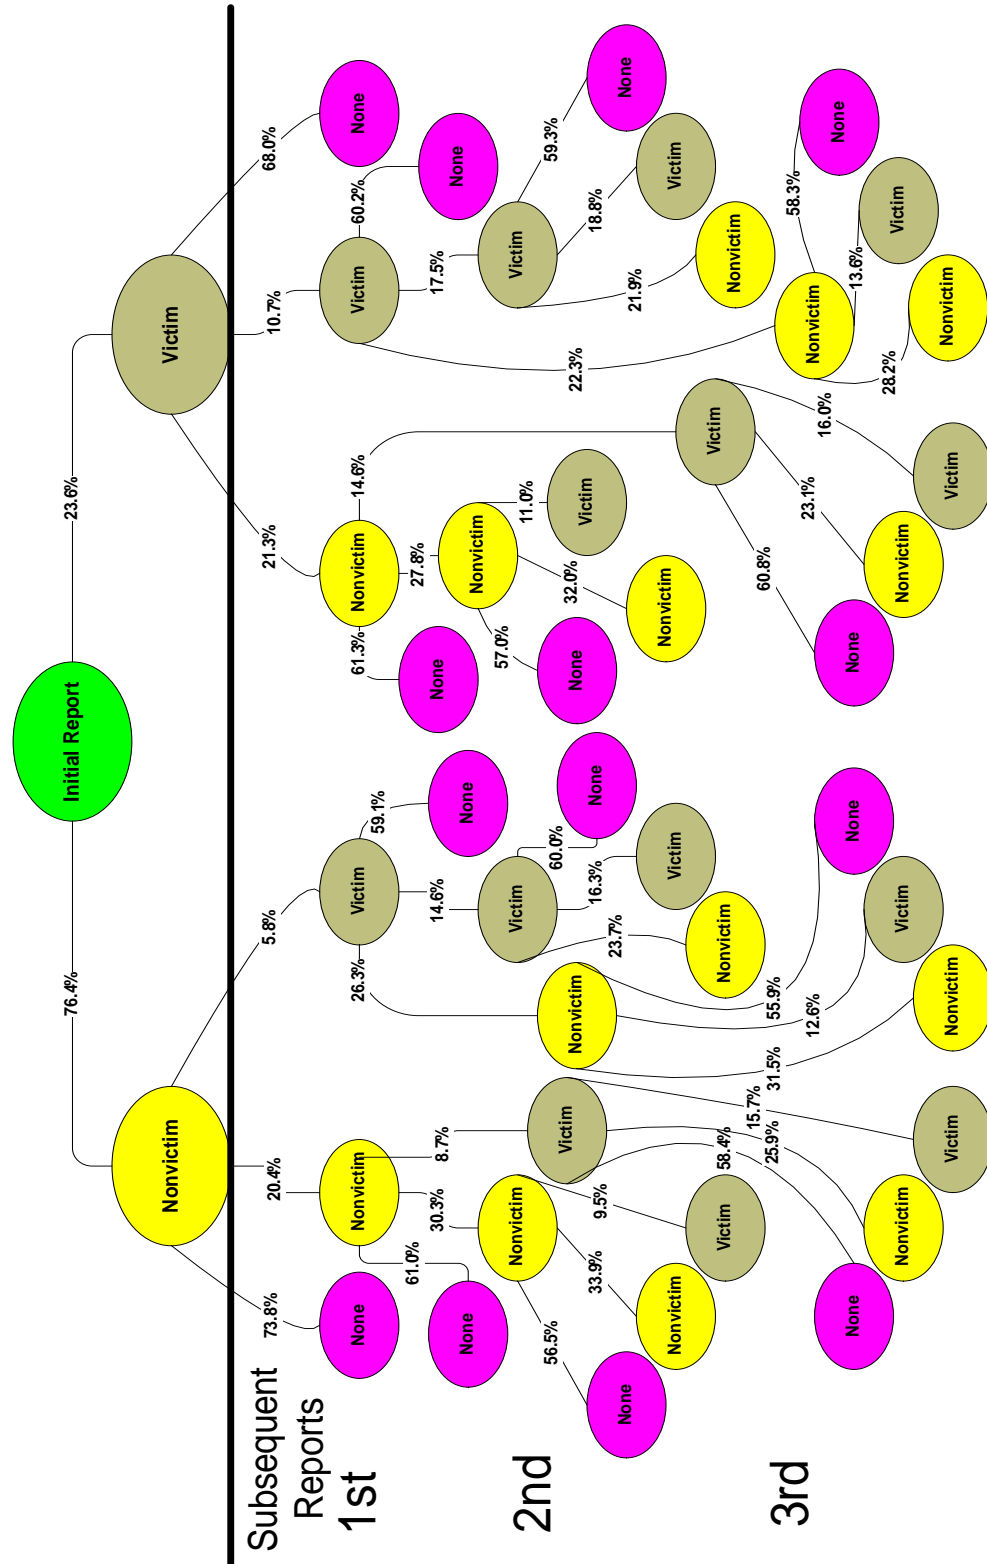 Initial Report
76.4%
23.6%
Nonvictim
Victim
Subsequent
Reports
73.8%
20.4%
5.8%
21.3%
10.7%
68.0%
1st
None
Nonvictim
Victim
Nonvictim
Victim
None
61.0%
30.3%
8.7%
26.3%
14.6%
59.1%
61.3%
27.8%
14.6%
17.5%
60.2%
None
None
None
Nonvictim
None
2nd
Nonvictim
Victim
Nonvictim
Victim
None
None
Victim
Victim
56.5%
33.9%
9.5%
23.7%
16.3%
60.0%
57.0%
32.0%
11.0%
22.3%
21.9%
18.8%
59.3%
None
Nonvictim
Victim
Nonvictim
Victim
Nonvictim
Victim
Nonvictim
Victim
None
58.4%
25.9%
15.7%
31.5%
12.6%
55.9%
60.8%
23.1%
16.0%
28.2%
13.6%
58.3%
3rd
None
Nonvictim
Victim
Nonvictim
Victim
None
None
Nonvictim
Victim
Nonvictim
Nonvictim
Victim
None